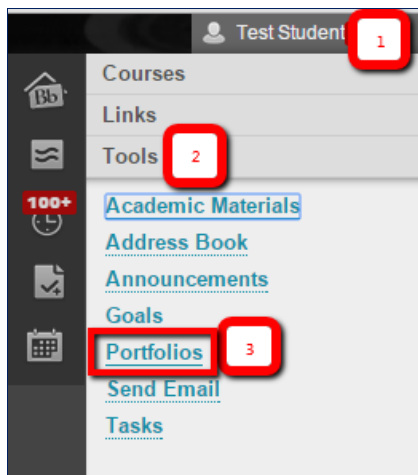 Test Student 1
Bb Courses
Links
Tools 2
100+ Academic Materials
Address Book
Announcements
Goals
Portfolios 3
Send Email
Tasks